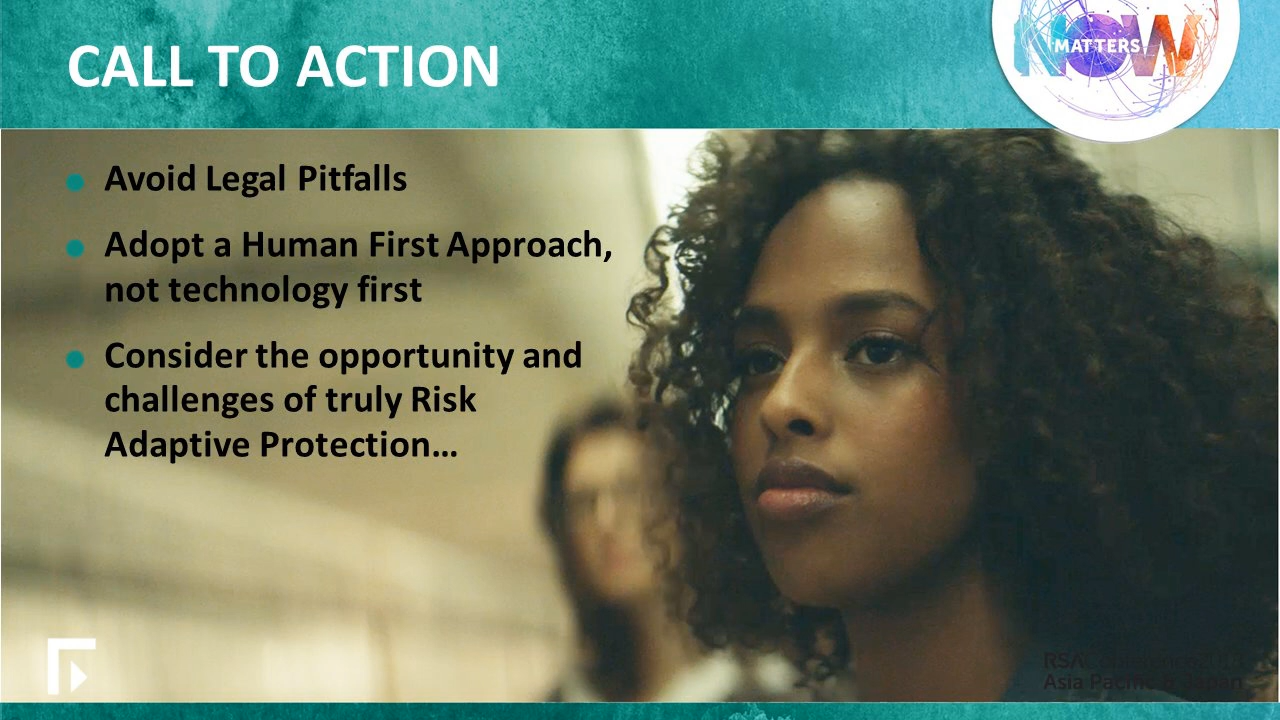 CALL TO ACTION
NOW
MATTERS
Avoid Legal Pitfalls
Adopt a Human First Approach,
not technology first
Consider the opportunity and
challenges of truly Risk
Adaptive Protection…
RSAConference
Asia Pacific & Japan